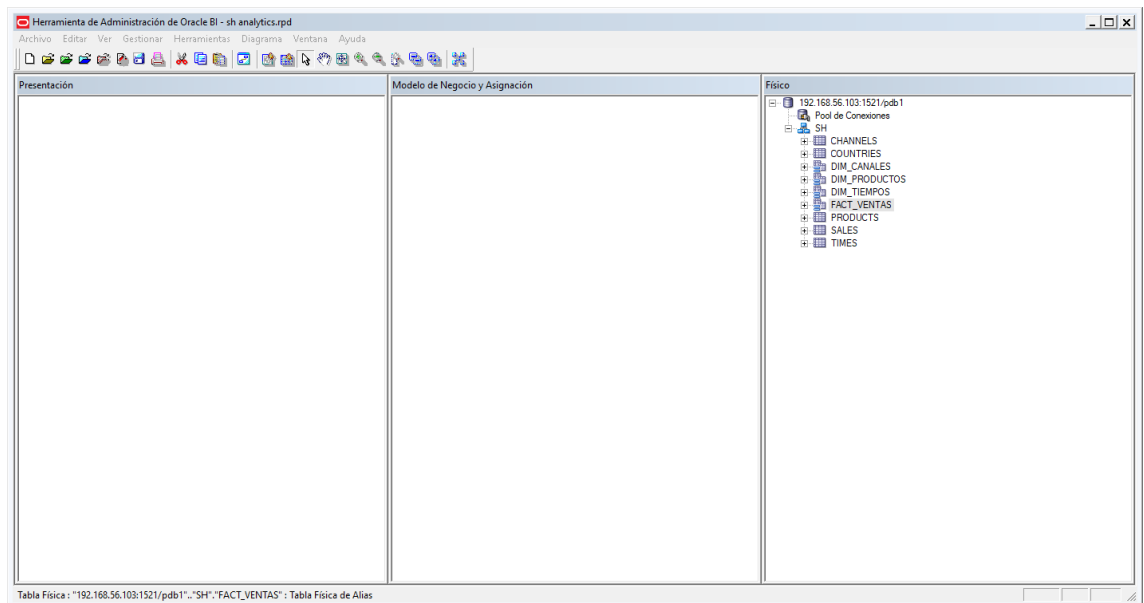 Herramienta de Administración de Oracle BI - sh analytics.rpd
Archivo Editar Ver Gestionar Herramientas Diagrama Ventana Ayuda
Presentación
Modelo de Negocio y Asignación
Físico
192.168.56.103:1521/pdb1
Pool de Conexiones
SH
CHANNELS
COUNTRIES
DIM_CANALES
DIM_PRODUCTOS
DIM_TIEMPOS
FACT_VENTAS
PRODUCTS
SALES
TIMES
Tabla Física : "192.168.56.103:1521/pdb1".."SH"."FACT_VENTAS" : Tabla Física de Alias